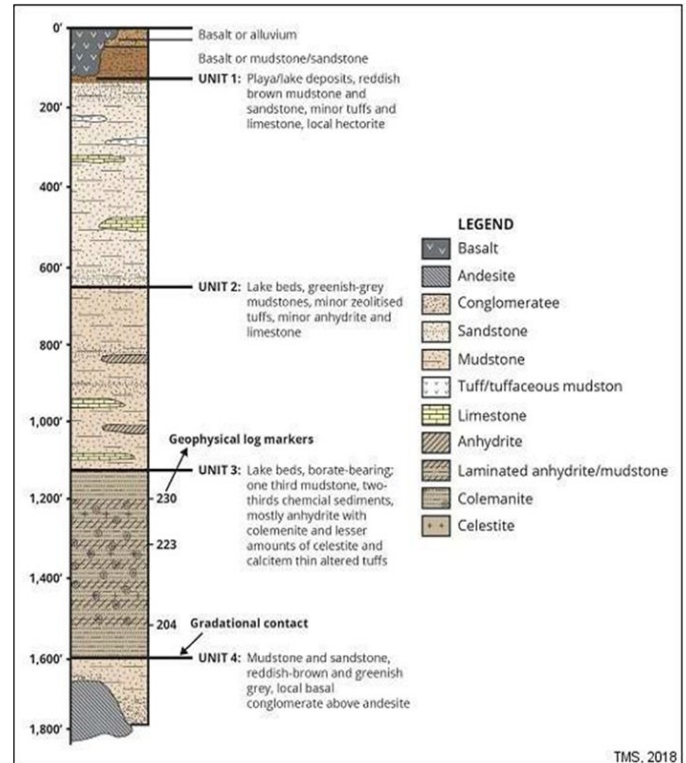 0'
Basalt or alluvium
Basalt or mudstone/sandstone
UNIT 1: Playa/lake deposits, reddish
brown mudstone and
sandstone, minor tuffs and
limestone, local hectorite
200'
400'
600'
UNIT 2: Lake beds, greenish-grey
mudstones, minor zeolitised
tuffs, minor anhydrite and
limestone
800'
1,000'
Geophysical log markers
UNIT 3: Lake beds, borate-bearing;
one third mudstone, two-
thirds chemcial sediments,
mostly anhydrite with
colemenite and lesser
amounts of celestite and
calcitem thin altered tuffs
1,200'
230
223
1,400'
204
Gradational contact
1,600'
UNIT 4: Mudstone and sandstone,
reddish-brown and greenish
grey, local basal
conglomerate above andesite
1,800'
LEGEND
Basalt
Andesite
Conglomeratee
Sandstone
Mudstone
Tuff/tuffaceous mudston
Limestone
Anhydrite
Laminated anhydrite/mudstone
Colemanite
Celestite
TMS, 2018